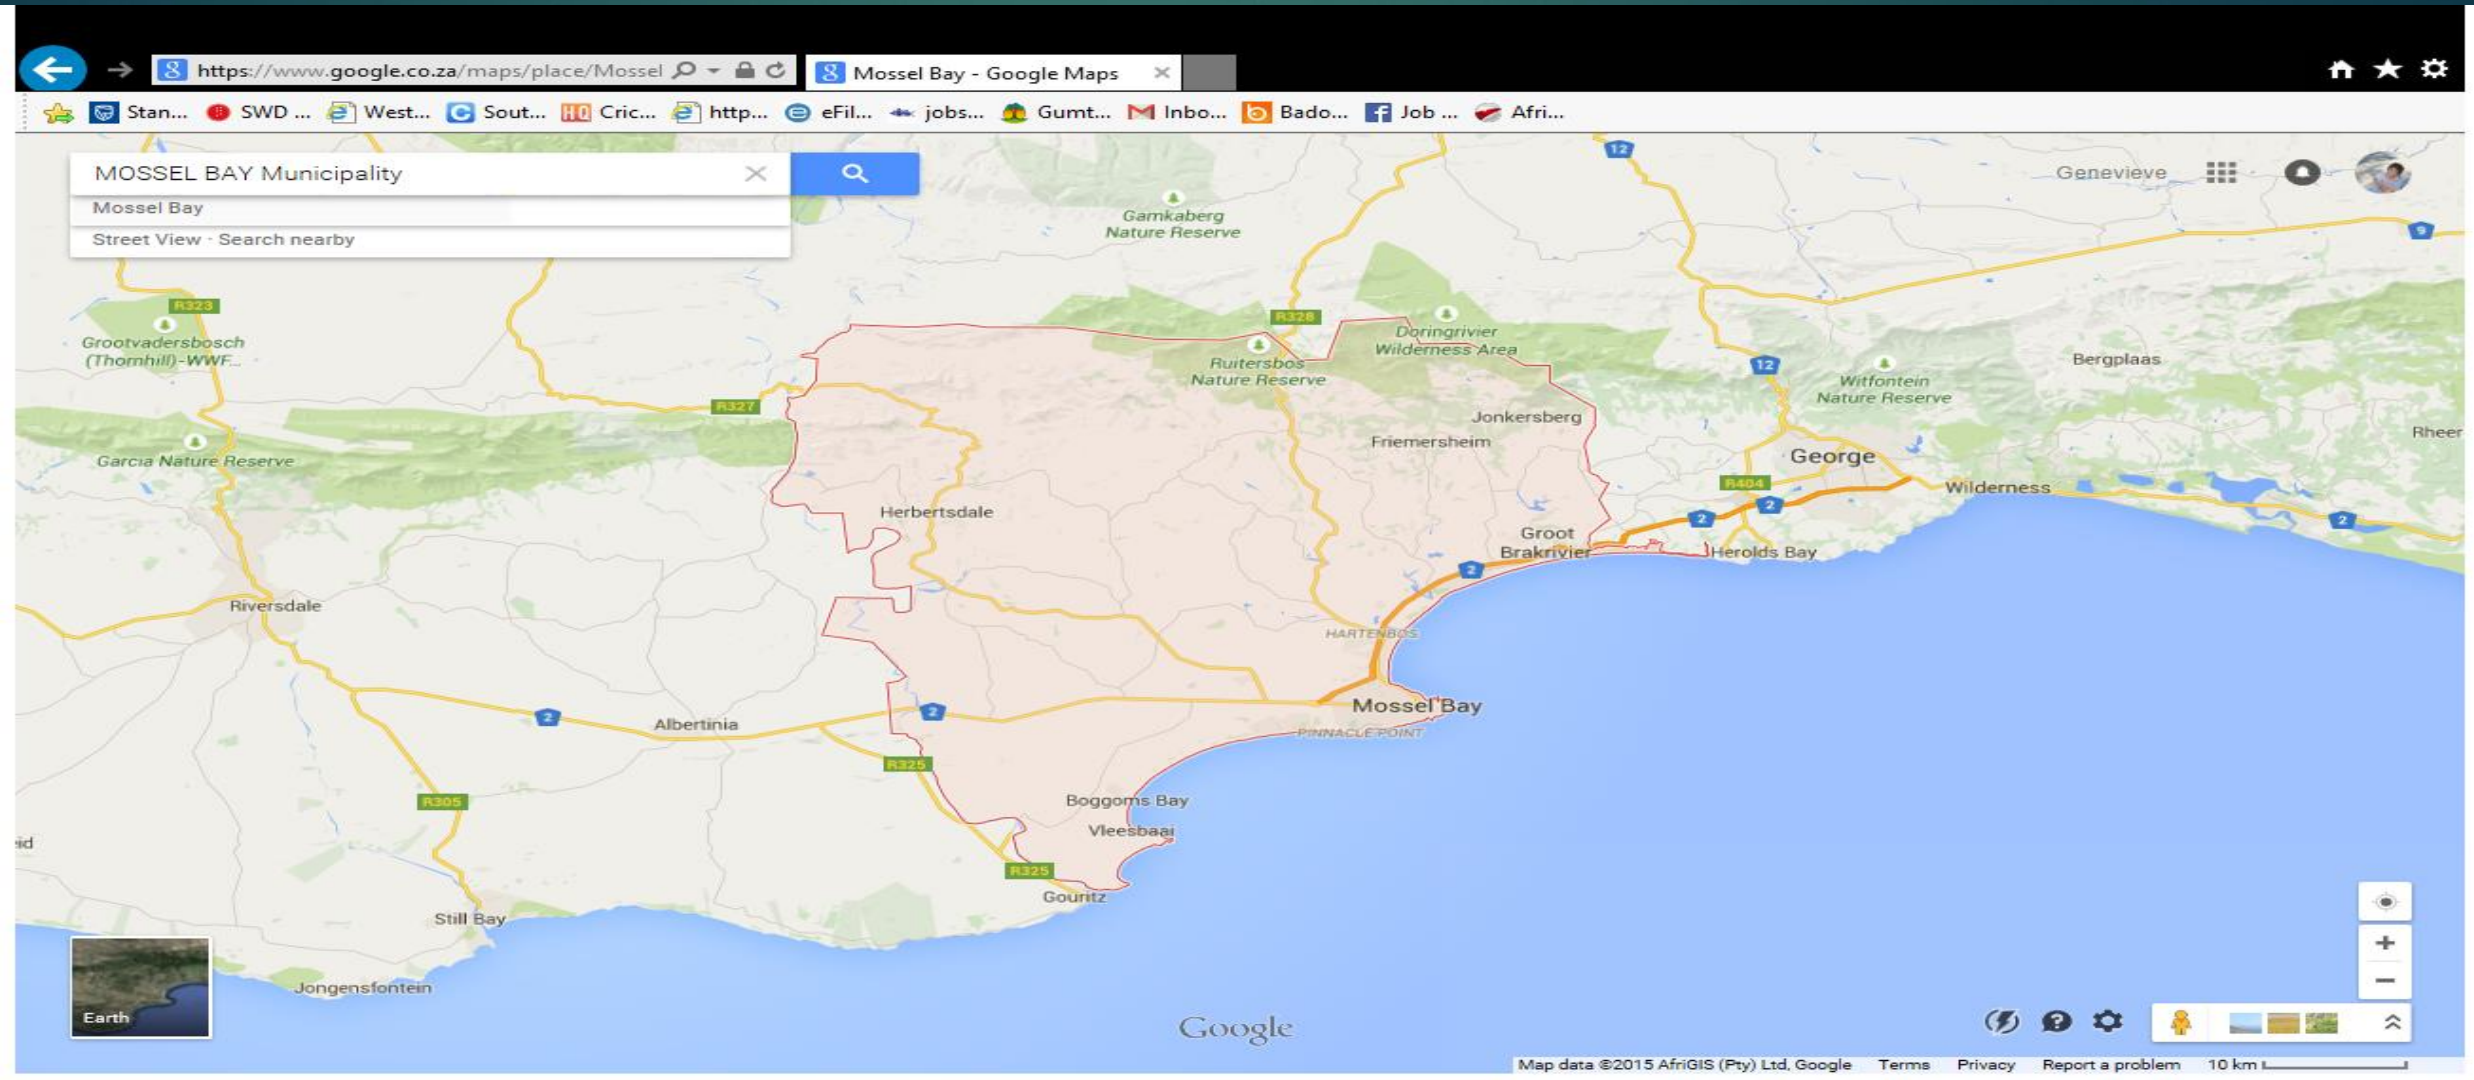 https://www.google.co.za/maps/place/Mossel
Mossel Bay - Google Maps
Stan... SWD ... West... Sout... HQ Cric... http... eFil... jobs... Gumt... Inbo... Bado... Job ... Afri...
MOSSEL BAY Municipality
Mossel Bay
Street View · Search nearby
Genevieve
12
9
Gamkaberg
Nature Reserve
R323
R328
Grootvadersbosch
(Thornhill)-WWF...
Doringrivier
Wilderness Area
Ruitersbos
Nature Reserve
12
Witfontein
Nature Reserve
Bergplaas
R327
Jonkersberg
Friemersheim
Rheer
Garcia Nature Reserve
George
R404
Wilderness
2
2
2
Herbertsdale
Groot
Brakrivier
Herolds Bay
2
Riversdale
HARTENBOS
Mossel Bay
2
2
Albertinia
PINNACLE POINT
R325
R305
Boggoms Bay
Vleesbaai
id
R325
Gouritz
Still Bay
Jongensfontein
Earth
Google
Map data ©2015 AfriGIS (Pty) Ltd, Google Terms Privacy Report a problem 10 km